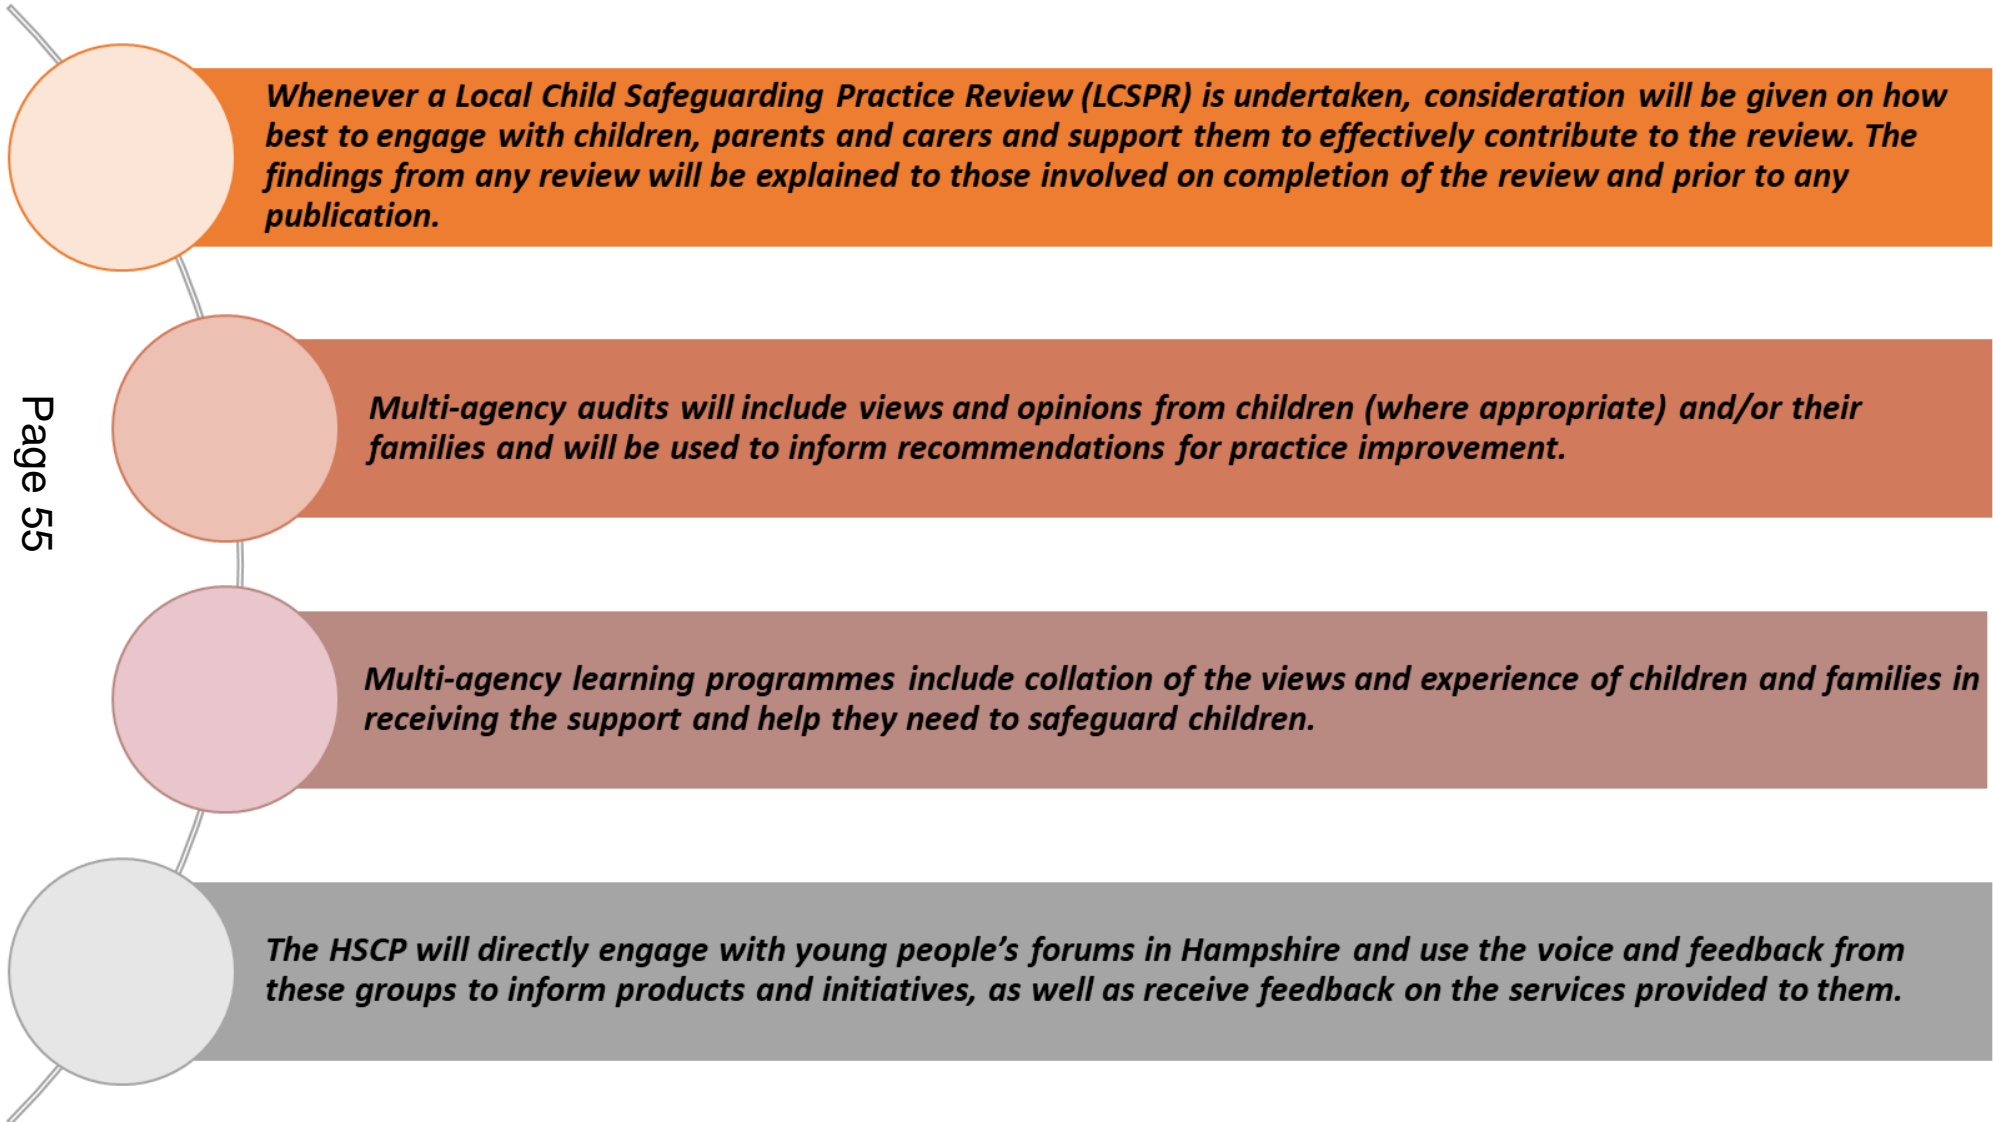 Whenever a Local Child Safeguarding Practice Review (LCSPR) is undertaken, consideration will be given on how
best to engage with children, parents and carers and support them to effectively contribute to the review. The
findings from any review will be explained to those involved on completion of the review and prior to any
publication.
Multi-agency audits will include views and opinions from children (where appropriate) and/or their
families and will be used to inform recommendations for practice improvement.
Page 55
Multi-agency learning programmes include collation of the views and experience of children and families in
receiving the support and help they need to safeguard children.
The HSCP will directly engage with young people’s forums in Hampshire and use the voice and feedback from
these groups to inform products and initiatives, as well as receive feedback on the services provided to them.